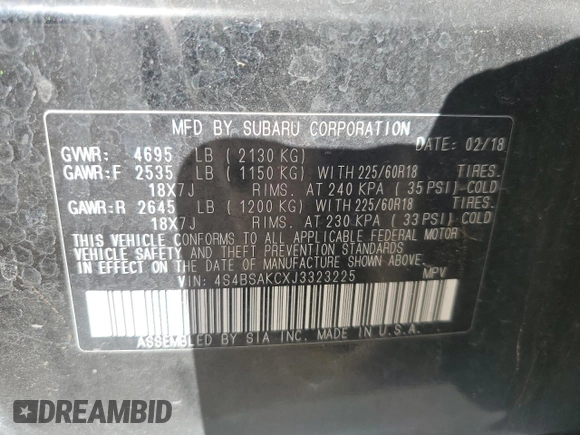 MFD BY SUBARU CORPORATION DATE: 02/18
GVWR: 4695 LB ( 2130 KG)
GAWR:F 2535 LB ( 1150 KG) WITH 225/60R18 TIRES.
18X7J RIMS. AT 240 KPA ( 35 PSI)-COLD
GAWR:R 2645 LB ( 1200 KG) WITH 225/60R18 TIRES.
18X7J RIMS. AT 230 KPA ( 33 PSI) COLD
THIS VEHICLE CONFORMS TO ALL APPLICABLE FEDERAL MOTOR
VEHICLE SAFETY AND THEFT PREVENTION STANDARDS
IN EFFECT ON THE DATE OF MANUFACTURE SHOWN ABOVE.
VIN: 4S4BSAKCXJ3323225 MPV
ASSEMBLED BY SIA INC. MADE IN U.S.A.
DREAMBID